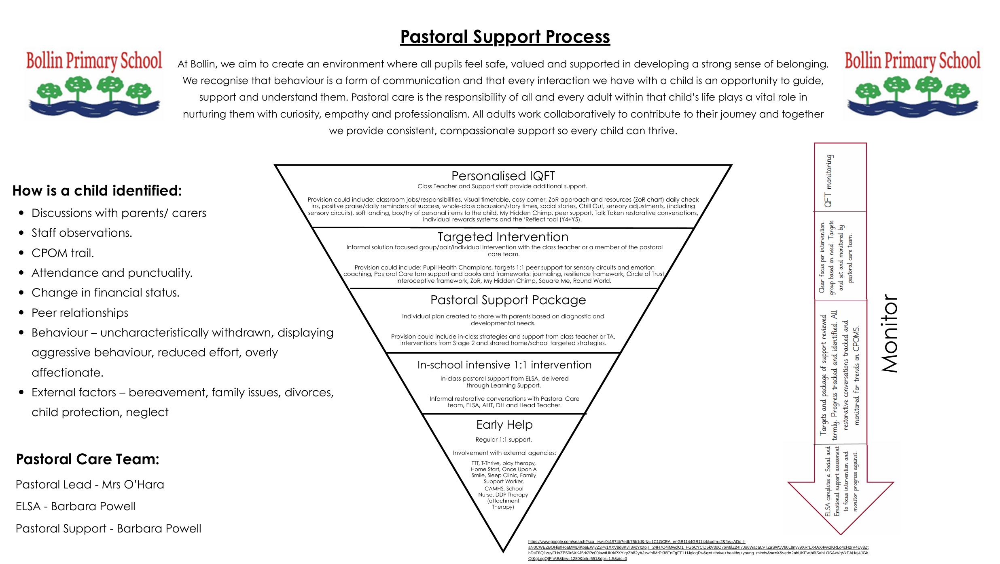 Pastoral Support Process
Bollin Primary School
Bollin Primary School
At Bollin, we aim to create an environment where all pupils feel safe, valued and supported in developing a strong sense of belonging.
We recognise that behaviour is a form of communication and that every interaction we have with a child is an opportunity to guide,
support and understand them. Pastoral care is the responsibility of all and every adult within that child’s life plays a vital role in
nurturing them with curiosity, empathy and professionalism. All adults work collaboratively to contribute to their journey and together
we provide consistent, compassionate support so every child can thrive.
How is a child identified:
• Discussions with parents/ carers
• Staff observations.
• CPOM trail.
• Attendance and punctuality.
• Change in financial status.
• Peer relationships
• Behaviour – uncharacteristically withdrawn, displaying
aggressive behaviour, reduced effort, overly
affectionate.
• External factors – bereavement, family issues, divorces,
child protection, neglect
Pastoral Care Team:
Pastoral Lead - Mrs O’Hara
ELSA - Barbara Powell
Pastoral Support - Barbara Powell
Personalised IQFT
Class Teacher and Support staff provide additional support.
Provision could include: classroom jobs/responsibilities, visual timetable, cosy corner, ZoR approach and resources (ZoR chart) daily check
ins, positive praise/daily reminders of success, whole-class discussion/story times, social stories, Chill Out, sensory adjustments, (including
sensory circuits), soft landing, box/try of personal items to the child, My Hidden Chimp, peer support, Talk Token restorative conversations,
individual rewards systems and the ‘Reflect tool (Y4+Y5).
Targeted Intervention
Informal solution focused group/pair/individual intervention with the class teacher or a member of the pastoral
care team.
Provision could include: Pupil Health Champions, targets 1:1 peer support for sensory circuits and emotion
coaching, Pastoral Care tam support and books and frameworks: journaling, resilience framework, Circle of Trust,
Interoceptive framework, ZoR, My Hidden Chimp, Square Me, Round World.
Pastoral Support Package
Individual plan created to share with parents based on diagnostic and
developmental needs.
Provision could include in-class strategies and support from class teacher or TA,
interventions from Stage 2 and shared home/school targeted strategies.
In-school intensive 1:1 intervention
In-class pastoral support from ELSA, delivered
through Learning Support.
Informal restorative conversations with Pastoral Care
team, ELSA, AHT, DH and Head Teacher.
Early Help
Regular 1:1 support.
Involvement with external agencies:
TTT, T-Thrive, play therapy,
Home Start, Once Upon A
Smile, Sleep Clinic, Family
Support Worker,
CAMHS, School
Nurse, DDP Therapy
(attachment
Therapy)
QFT monitoring
Clear focus per intervention
group based on need. Targets
and set and monitored by
pastoral care team.
Targets and package of support reviewed
termly. Progress tracked and identified. All
restorative conversations tracked and
monitored for trends on CPOMS.
ELSA completes a Social and
Emotional support assessment
to focus intervention and
monitor progress against.
Monitor